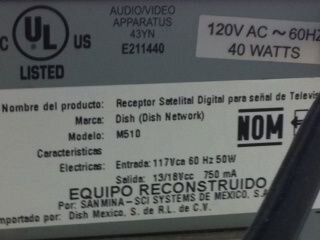 AUDIO/VIDEO
APPARATUS
43YN
E211440
C UL US
LISTED
120V AC ~ 60HZ
40 WATTS
Nombre del producto: Receptor Satelital Digital para señal de Televis
Marca: Dish (Dish Network)
Modelo: M510
Caracteristicas
Electricas: Entrada: 117Vca 60 Hz 50W
Salida: 13/18Vcc 750 mA
NOM
EQUIPO RECONSTRUIDO
SANMINA-SCI SYSTEMS DE MEXICO, S.A
mportado por: Dish Mexico, S. de R.L. de C.V.